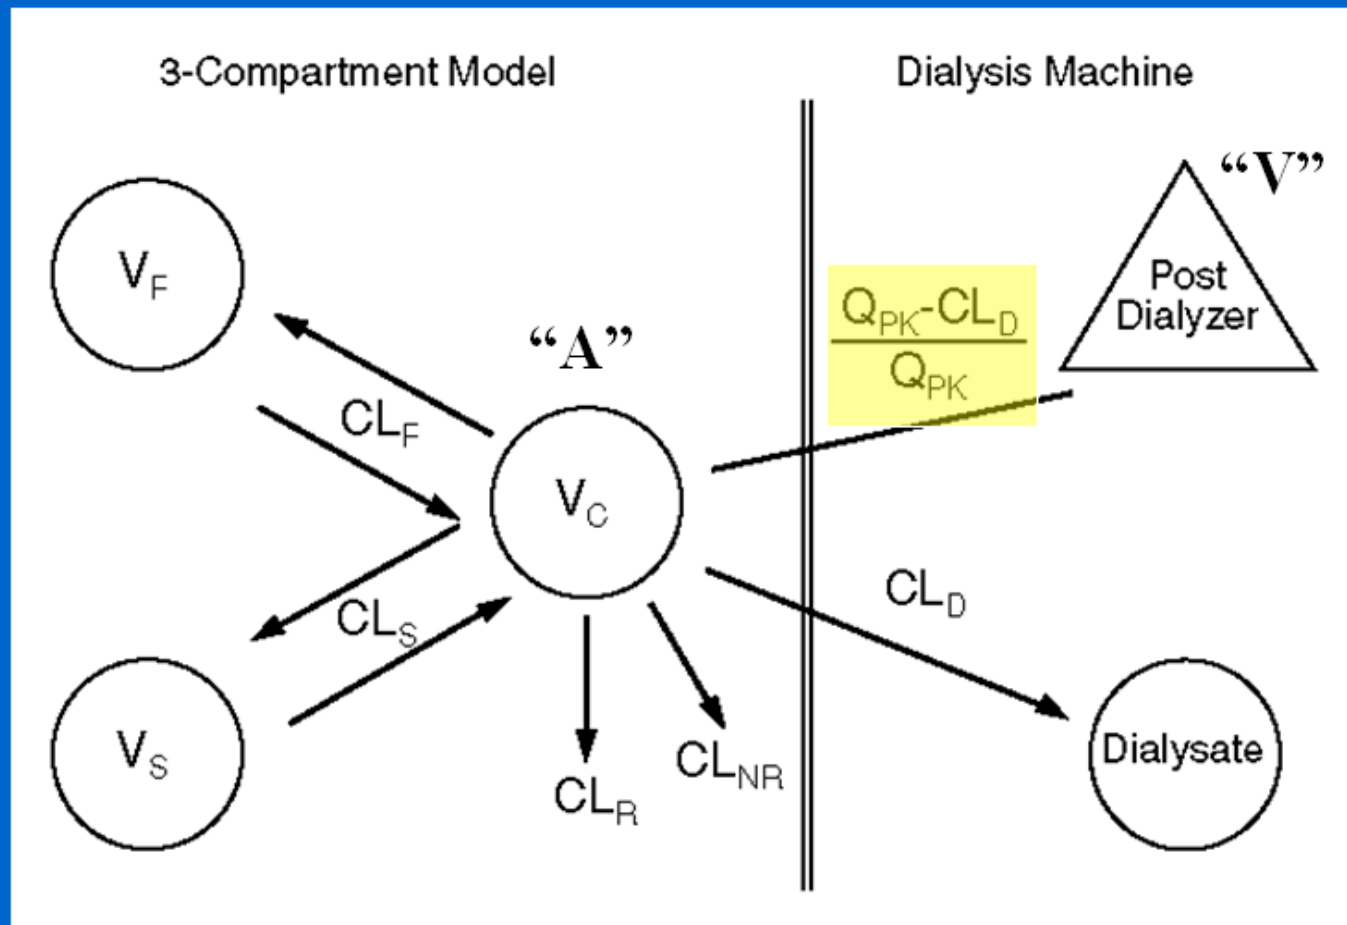 3-Compartment Model
Dialysis Machine
“V”
V_F
Post
Dialyzer
Q_PK-CL_D
Q_PK
“A”
CL_F
V_C
CL_D
CL_S
V_S
CL_NR
Dialysate
CL_R